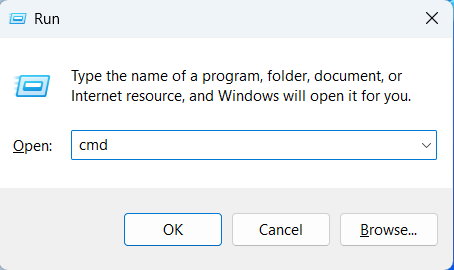 Run
Type the name of a program, folder, document, or
Internet resource, and Windows will open it for you.
Open: cmd
OK Cancel Browse...